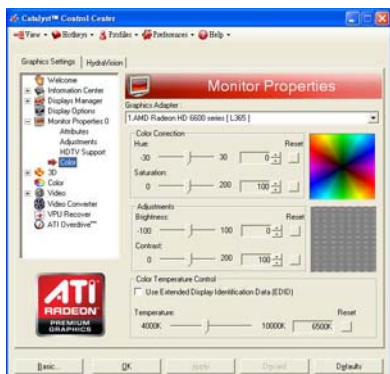 Catalyst™ Control Center
View Hotkeys Profiles Preferences Help
Graphics Settings HydraVision
Welcome
Information Center
Displays Manager
Display Options
Monitor Properties 0
Attributes
Adjustments
HDTV Support
Color
3D
Color
Video
Video Converter
VPU Recover
ATI Overdrive™
ATI
RADEON
PREMIUM
GRAPHICS
Monitor Properties
Graphics Adapter
1.AMD Radeon HD 6600 series [ L365 ]
Color Correction
Hue: Reset
-30 30 0
Saturation:
0 200 100
Adjustments
Brightness: Reset
-100 100 0
Contrast:
0 200 100
Color Temperature Control
Use Extended Display Identification Data (EDID)
Temperature: Reset
4000K 10000K 6500K
Basic... OK Apply Discard Defaults